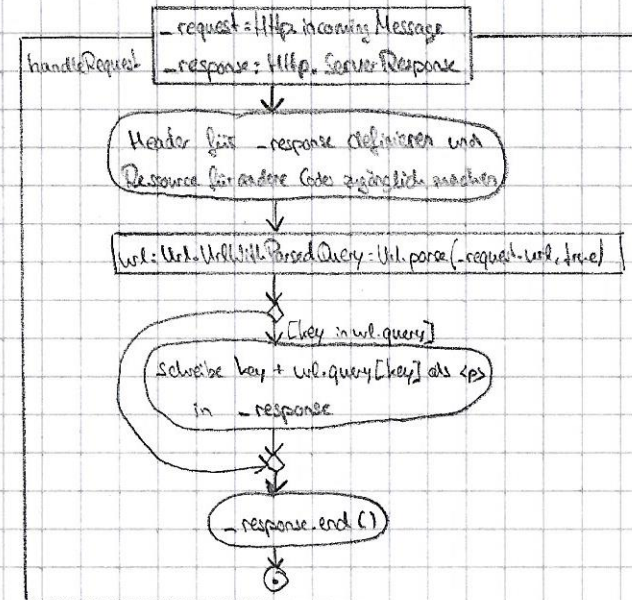 _request: Http.incomingMessage
handleRequest
_response: Http.ServerResponse
Header für _response definieren und
Resource für andere Codes zugänglich machen
url: Url.UrlWithParsedQuery = Url.parse(_request.url, true)
[key in url.query]
schreibe key + url.query[key] als <p>
in _response
_response.end()